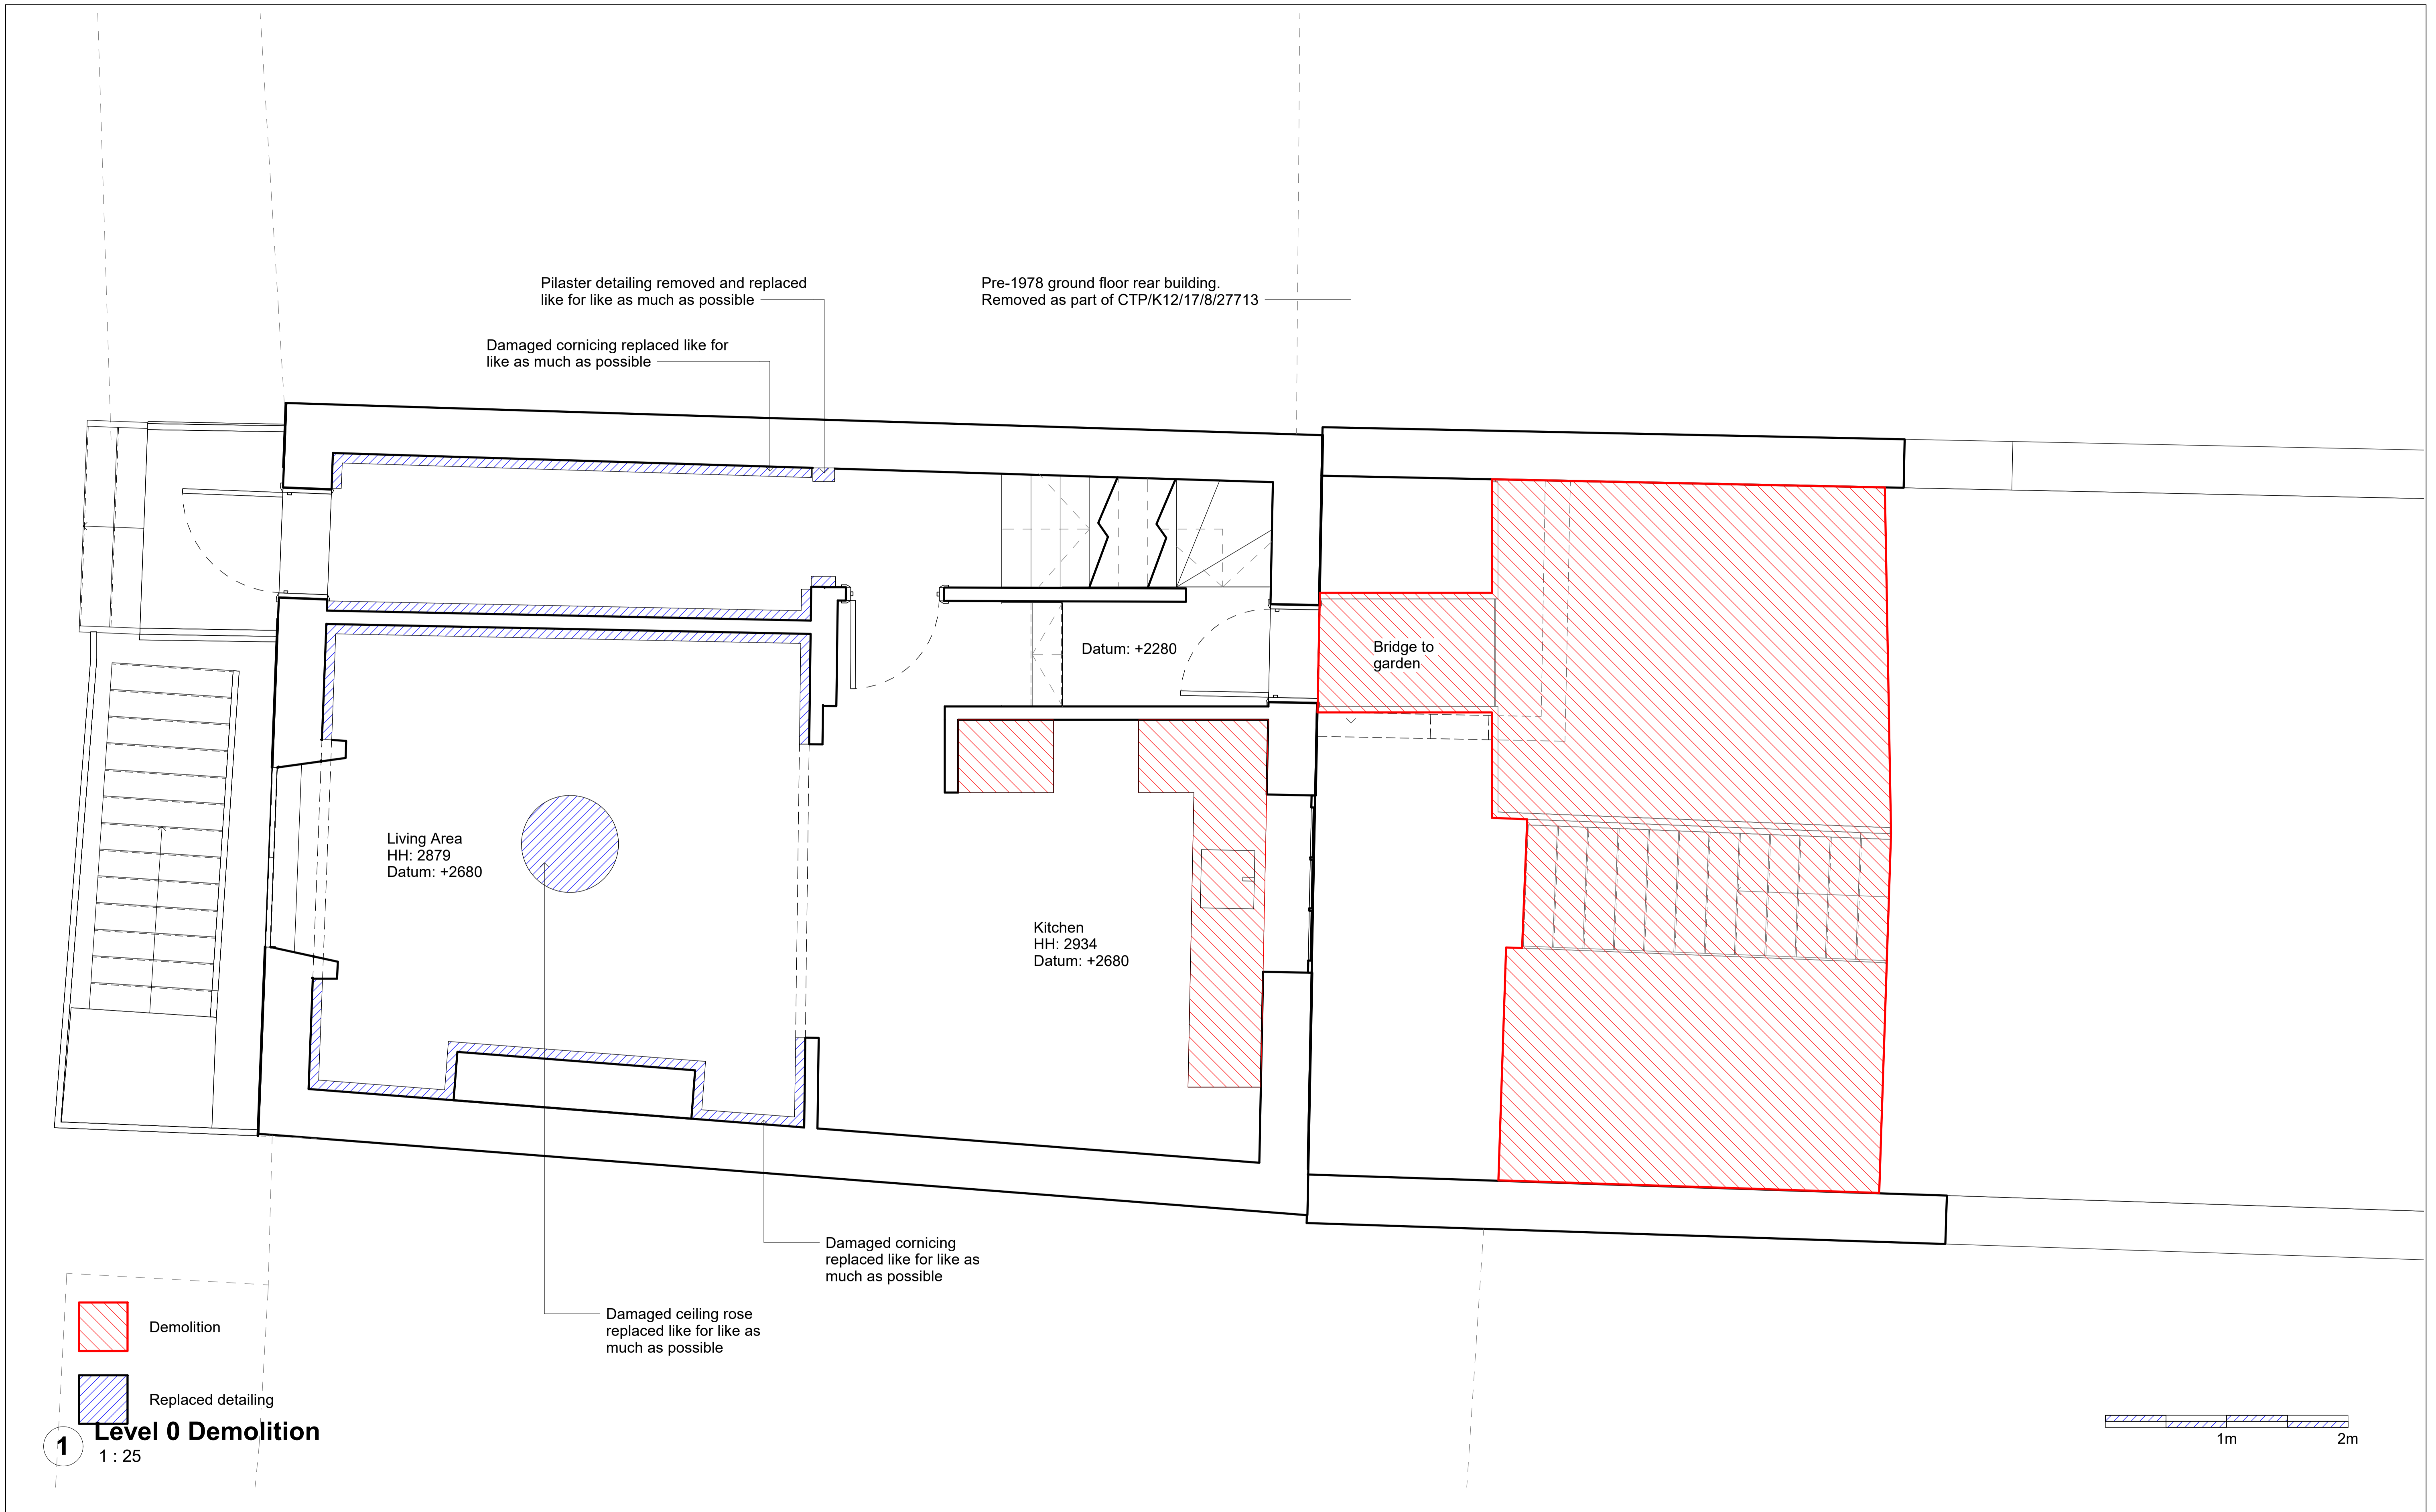 Pilaster detailing removed and replaced
like for like as much as possible
Pre-1978 ground floor rear building.
Removed as part of CTP/K12/17/8/27713
Damaged cornicing replaced like for
like as much as possible
Datum: +2280
Bridge to
garden
Living Area
HH: 2879
Datum: +2680
Kitchen
HH: 2934
Datum: +2680
Damaged cornicing
replaced like for like as
much as possible
Damaged ceiling rose
replaced like for like as
much as possible
Demolition
Replaced detailing
1
Level 0 Demolition
1 : 25
1m
2m